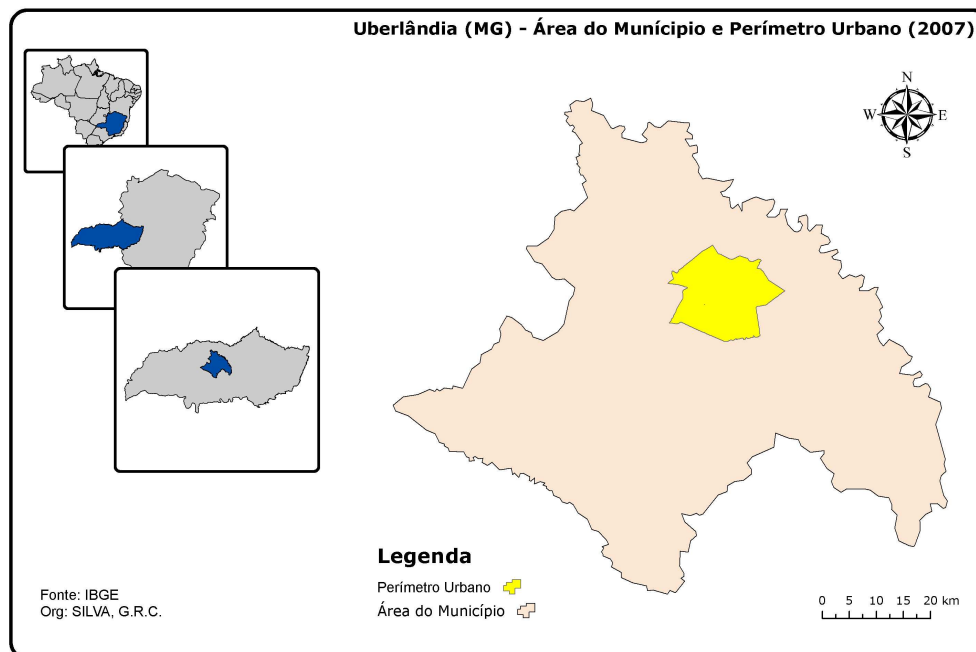 Uberlândia (MG) - Área do Munícipio e Perímetro Urbano (2007)
N
W E
S
Legenda
Perímetro Urbano
Área do Município
Fonte: IBGE
Org: SILVA, G.R.C.
0 5 10 15 20 km